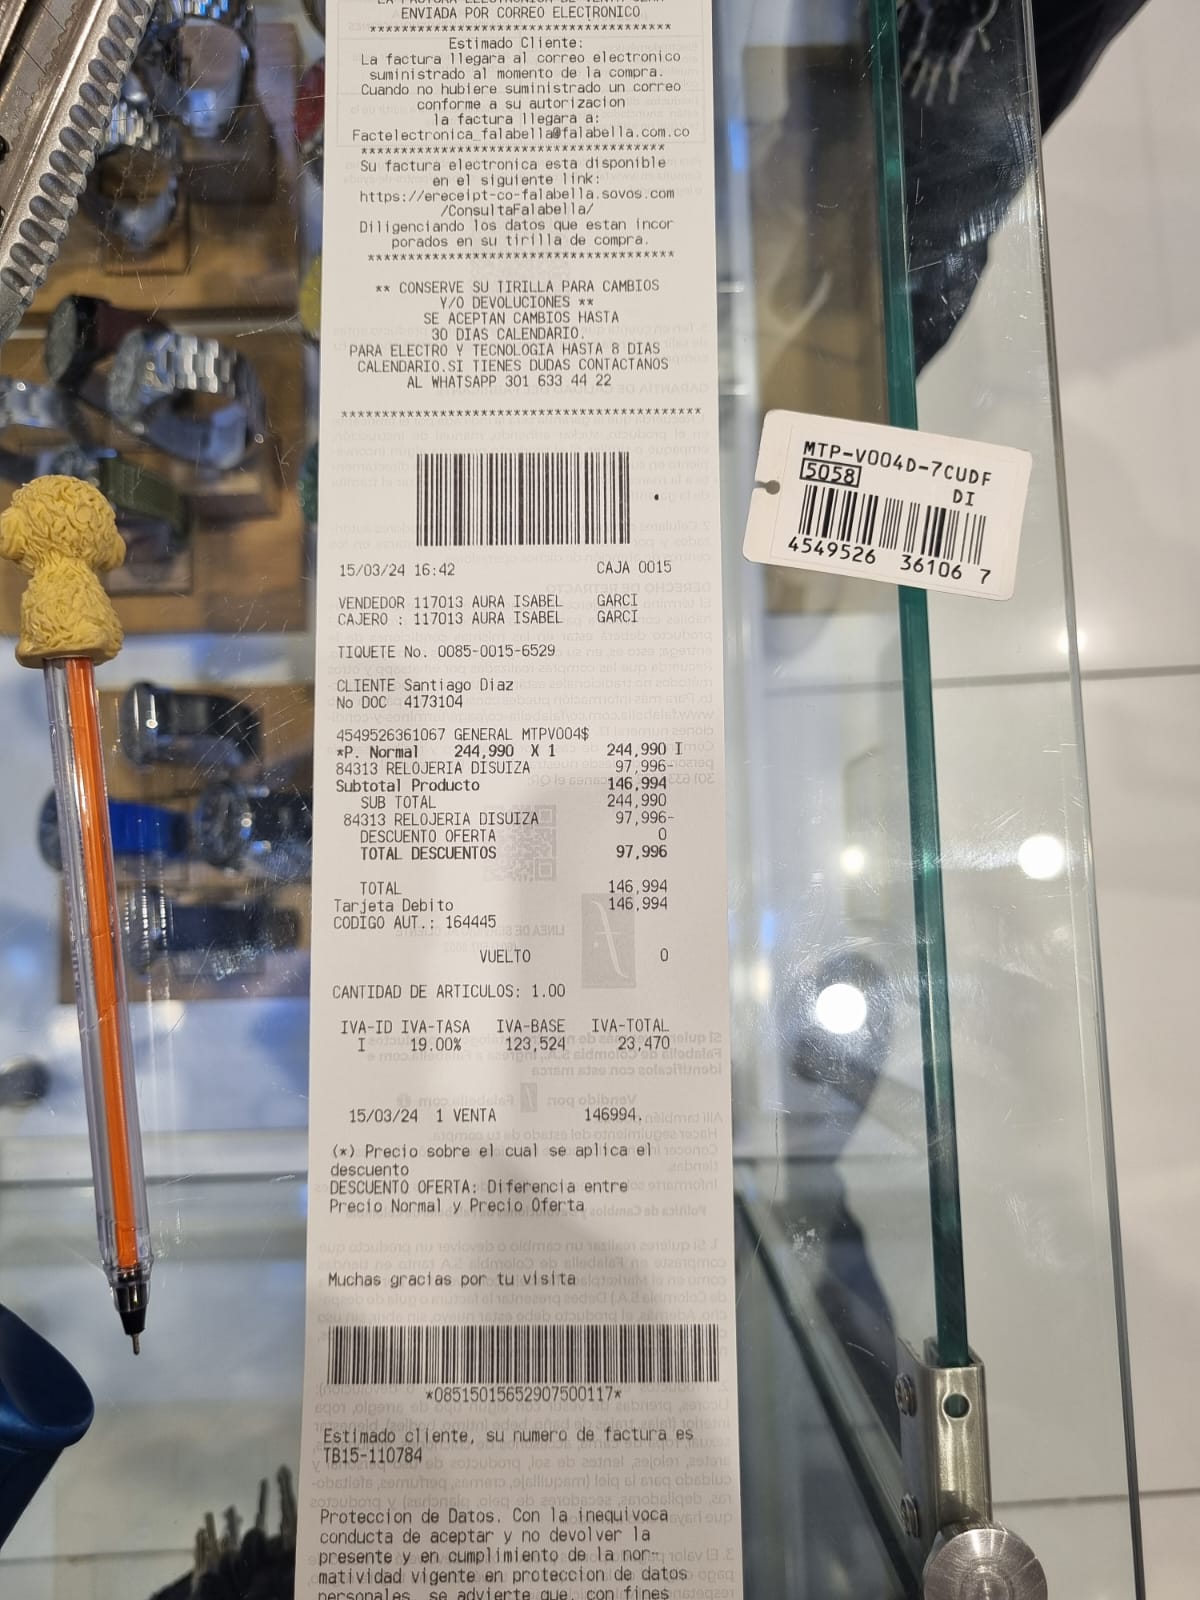 ENVIADA POR CORREO ELECTRONICO
******************************************
Estimado Cliente:
La factura llegara al correo electronico
suministrado al momento de la compra.
Cuando no hubiere suministrado un correo
conforme a su autorizacion
la factura llegara a:
Factelectronica_falabella@falabella.com.co
******************************************
Su factura electronica esta disponible
en el siguiente link:
https://ereceipt-co-falabella.sovos.com
/ConsultaFalabella/
Diligenciando los datos que estan incor
porados en su tirilla de compra.
******************************************
** CONSERVE SU TIRILLA PARA CAMBIOS
Y/O DEVOLUCIONES **
SE ACEPTAN CAMBIOS HASTA
30 DIAS CALENDARIO.
PARA ELECTRO Y TECNOLOGIA HASTA 8 DIAS
CALENDARIO.SI TIENES DUDAS CONTACTANOS
AL WHATSAPP 301 633 44 22
******************************************
15/03/24 16:42 CAJA 0015
VENDEDOR 117013 AURA ISABEL GARCI
CAJERO : 117013 AURA ISABEL GARCI
TIQUETE No. 0085-0015-6529
CLIENTE Santiago Diaz
No DOC 4173104
4549526361067 GENERAL MTPV004$
*P. Normal 244,990 X 1 244,990 I
84313 RELOJERIA DISUIZA 97,996-
Subtotal Producto 146,994
SUB TOTAL 244,990
84313 RELOJERIA DISUIZA 97,996-
DESCUENTO OFERTA 0
TOTAL DESCUENTOS 97,996
TOTAL 146,994
Tarjeta Debito 146,994
CODIGO AUT.: 164445
VUELTO 0
CANTIDAD DE ARTICULOS: 1.00
IVA-ID IVA-TASA IVA-BASE IVA-TOTAL
I 19.00% 123,524 23,470
15/03/24 1 VENTA 146994.
(*) Precio sobre el cual se aplica el
descuento
DESCUENTO OFERTA: Diferencia entre
Precio Normal y Precio Oferta
Muchas gracias por tu visita
*08515015652907500117*
Estimado cliente, su numero de factura es
TB15-110784
Proteccion de Datos. Con la inequivoca
conducta de aceptar y no devolver la
presente y en cumplimiento de la nor-
matividad vigente en proteccion de datos
personales, se advierte que, con fines
MTP-V004D-7CUDF
5058 DI
4549526 36106 7